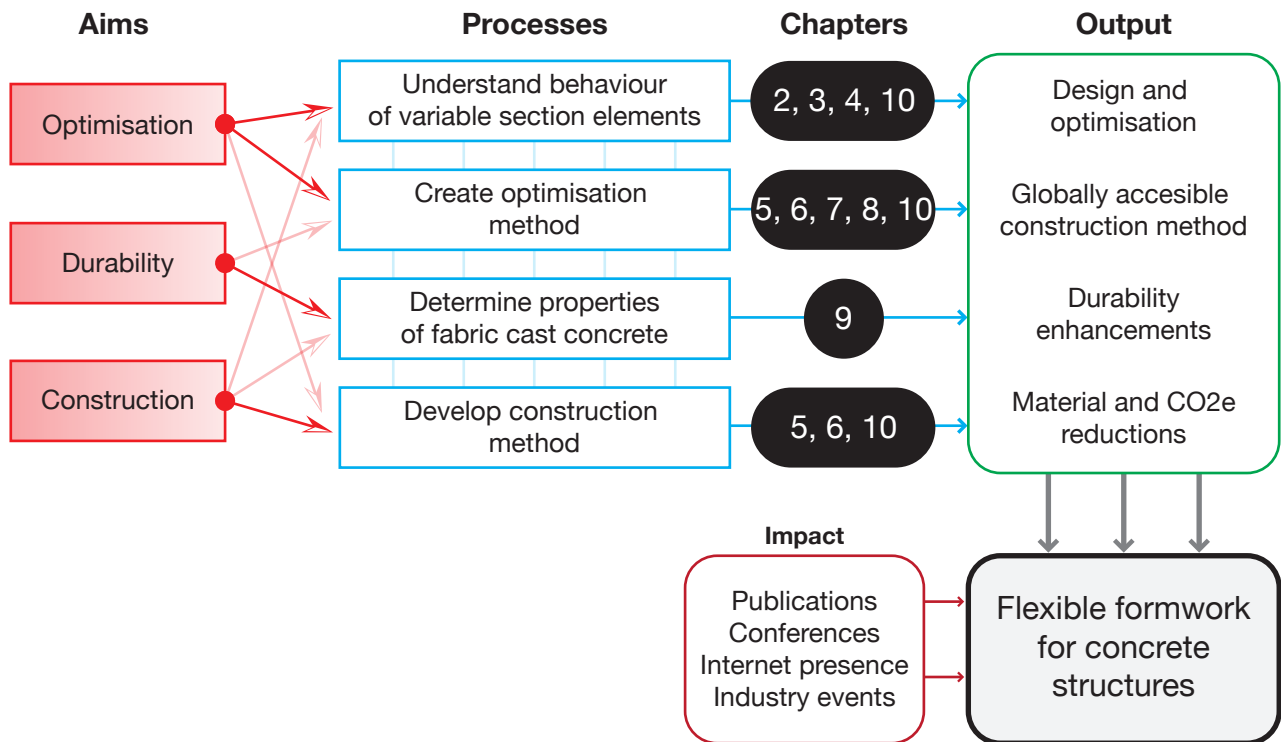 Aims
Processes
Chapters
Output
Optimisation
Durability
Construction
Understand behaviour
of variable section elements
Create optimisation
method
Determine properties
of fabric cast concrete
Develop construction
method
2, 3, 4, 10
5, 6, 7, 8, 10
9
5, 6, 10
Design and
optimisation
Globally accesible
construction method
Durability
enhancements
Material and CO2e
reductions
Impact
Publications
Conferences
Internet presence
Industry events
Flexible formwork
for concrete
structures